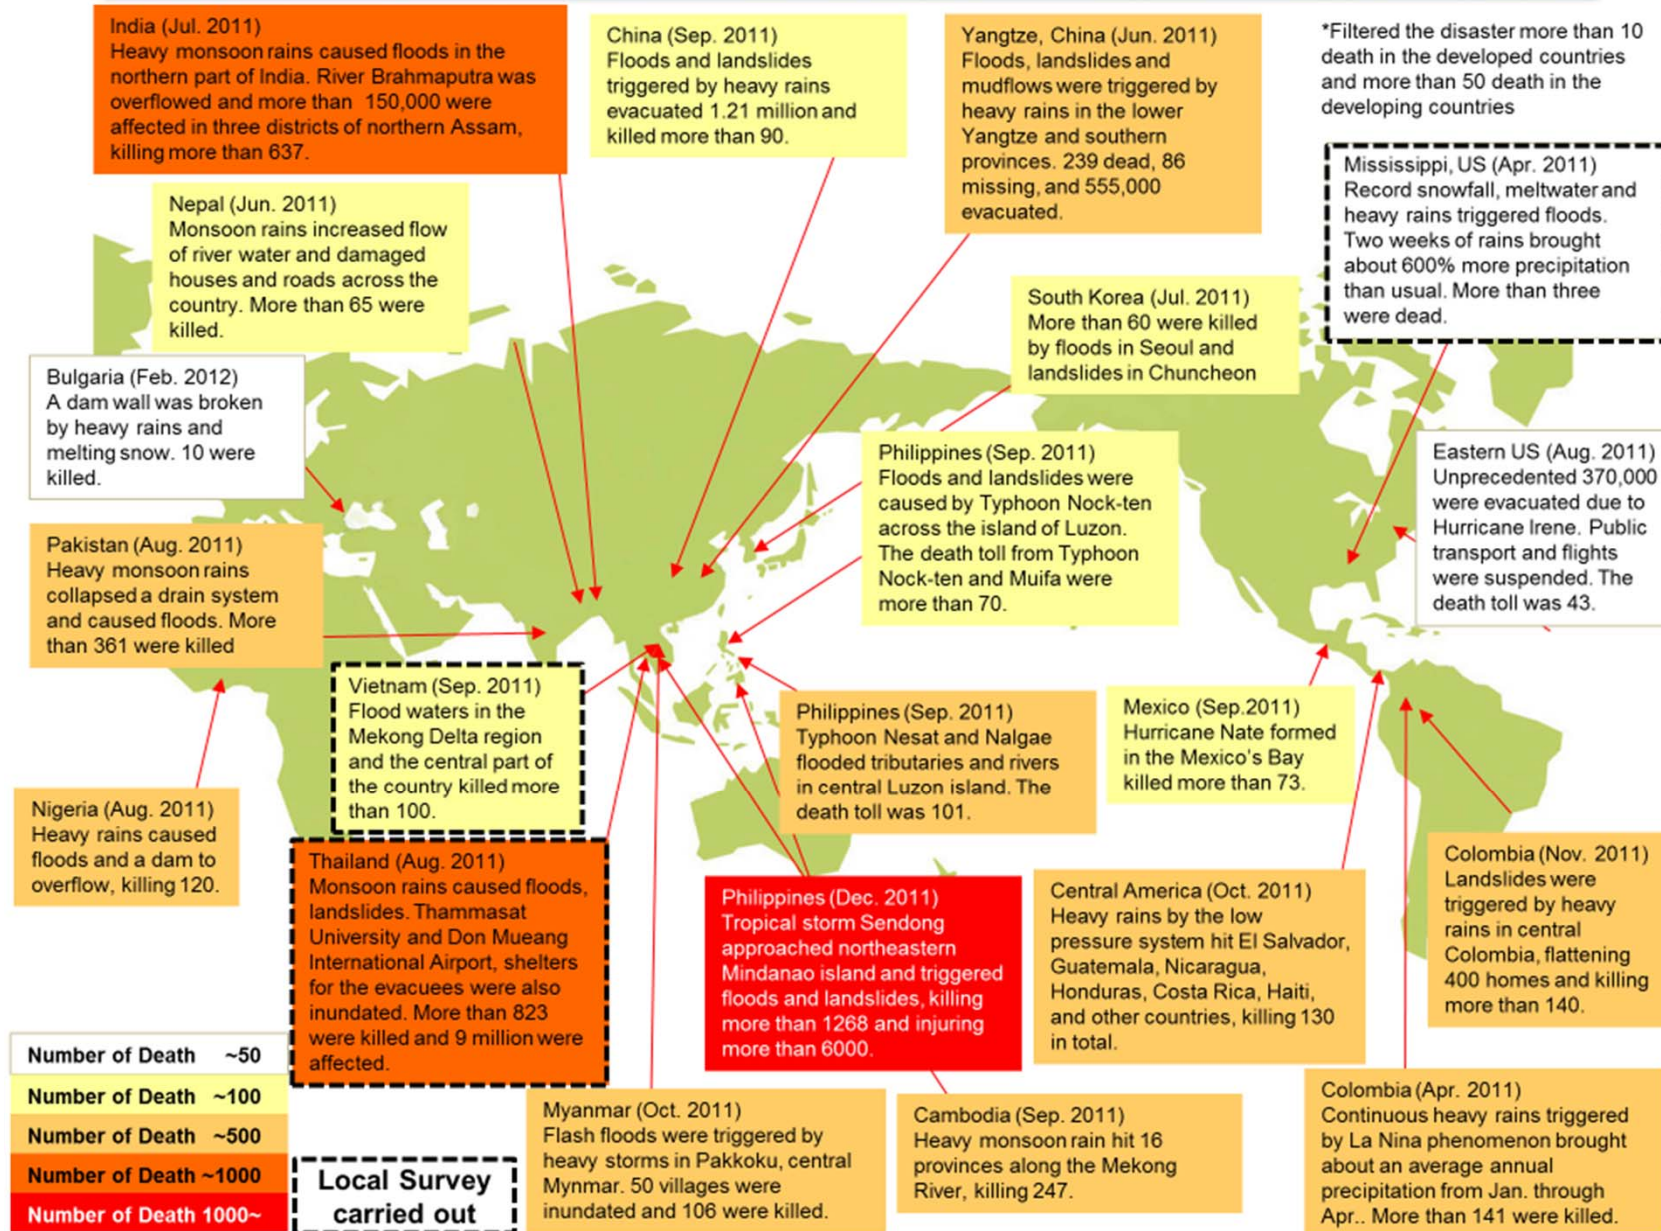 India (Jul. 2011)
Heavy monsoon rains caused floods in the
northern part of India. River Brahmaputra was
overflowed and more than 150,000 were
affected in three districts of northern Assam,
killing more than 637.
China (Sep. 2011)
Floods and landslides
triggered by heavy rains
evacuated 1.21 million and
killed more than 90.
Yangtze, China (Jun. 2011)
Floods, landslides and
mudflows were triggered by
heavy rains in the lower
Yangtze and southern
provinces. 239 dead, 86
missing, and 555,000
evacuated.
*Filtered the disaster more than 10
death in the developed countries
and more than 50 death in the
developing countries
Mississippi, US (Apr. 2011)
Record snowfall, meltwater and
heavy rains triggered floods.
Two weeks of rains brought
about 600% more precipitation
than usual. More than three
were dead.
Nepal (Jun. 2011)
Monsoon rains increased flow
of river water and damaged
houses and roads across the
country. More than 65 were
killed.
South Korea (Jul. 2011)
More than 60 were killed
by floods in Seoul and
landslides in Chuncheon
Bulgaria (Feb. 2012)
A dam wall was broken
by heavy rains and
melting snow. 10 were
killed.
Philippines (Sep. 2011)
Floods and landslides were
caused by Typhoon Nock-ten
across the island of Luzon.
The death toll from Typhoon
Nock-ten and Muifa were
more than 70.
Eastern US (Aug. 2011)
Unprecedented 370,000
were evacuated due to
Hurricane Irene. Public
transport and flights
were suspended. The
death toll was 43.
Pakistan (Aug. 2011)
Heavy monsoon rains
collapsed a drain system
and caused floods. More
than 361 were killed
Vietnam (Sep. 2011)
Flood waters in the
Mekong Delta region
and the central part of
the country killed more
than 100.
Philippines (Sep. 2011)
Typhoon Nesat and Nalgae
flooded tributaries and rivers
in central Luzon island. The
death toll was 101.
Mexico (Sep.2011)
Hurricane Nate formed
in the Mexico's Bay
killed more than 73.
Nigeria (Aug. 2011)
Heavy rains caused
floods and a dam to
overflow, killing 120.
Thailand (Aug. 2011)
Monsoon rains caused floods,
landslides. Thammasat
University and Don Mueang
International Airport, shelters
for the evacuees were also
inundated. More than 823
were killed and 9 million were
affected.
Philippines (Dec. 2011)
Tropical storm Sendong
approached northeastern
Mindanao island and triggered
floods and landslides, killing
more than 1268 and injuring
more than 6000.
Central America (Oct. 2011)
Heavy rains by the low
pressure system hit El Salvador,
Guatemala, Nicaragua,
Honduras, Costa Rica, Haiti,
and other countries, killing 130
in total.
Colombia (Nov. 2011)
Landslides were
triggered by heavy
rains in central
Colombia, flattening
400 homes and killing
more than 140.
Number of Death ~50
Number of Death ~100
Number of Death ~500
Number of Death ~1000
Number of Death 1000~
Local Survey
carried out
Myanmar (Oct. 2011)
Flash floods were triggered by
heavy storms in Pakkoku, central
Mynmar. 50 villages were
inundated and 106 were killed.
Cambodia (Sep. 2011)
Heavy monsoon rain hit 16
provinces along the Mekong
River, killing 247.
Colombia (Apr. 2011)
Continuous heavy rains triggered
by La Nina phenomenon brought
about an average annual
precipitation from Jan. through
Apr.. More than 141 were killed.